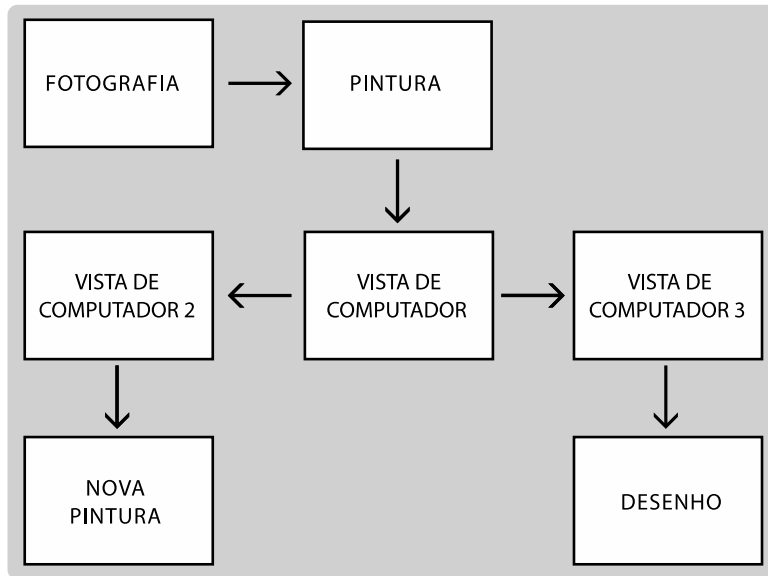 FOTOGRAFIA
PINTURA
VISTA DE
COMPUTADOR 2
VISTA DE
COMPUTADOR
VISTA DE
COMPUTADOR 3
NOVA
PINTURA
DESENHO